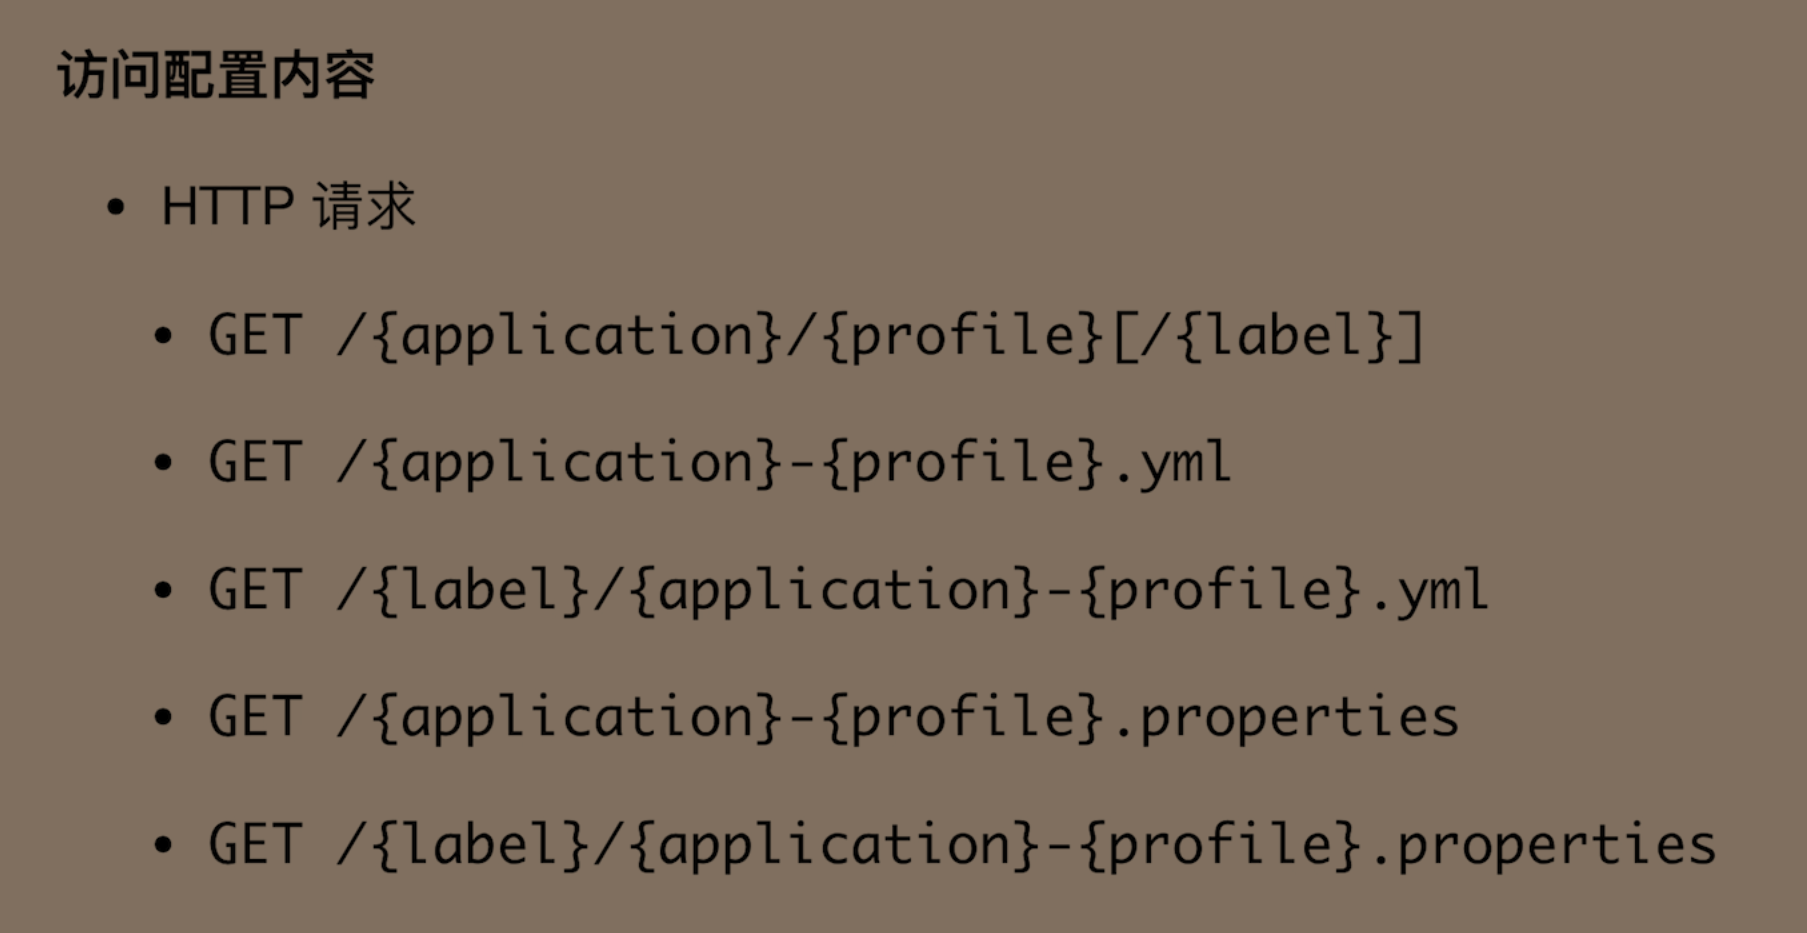 访问配置内容
• HTTP 请求
• GET /{application}/{profile}[/{label}]
• GET /{application}-{profile}.yml
• GET /{label}/{application}-{profile}.yml
• GET /{application}-{profile}.properties
• GET /{label}/{application}-{profile}.properties